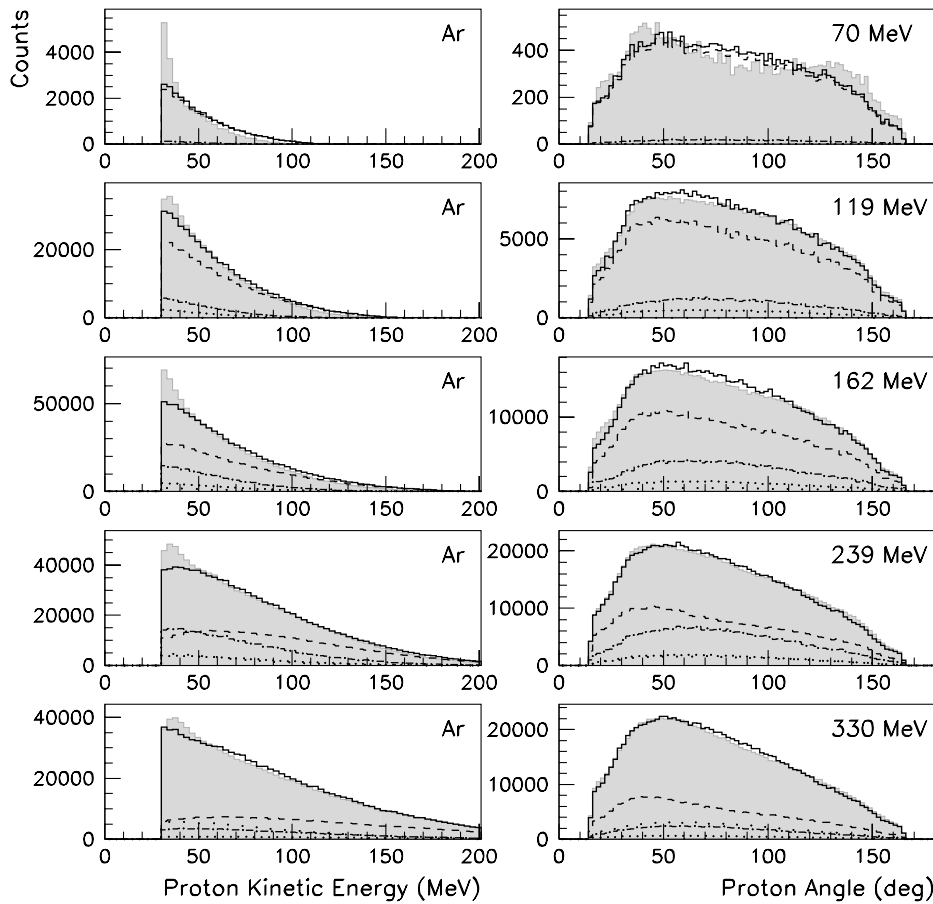 Counts
Ar
4000
2000
0
0 50 100 150 200
70 MeV
400
200
0
0 50 100 150
Ar
20000
0
0 50 100 150 200
119 MeV
5000
0
0 50 100 150
Ar
50000
0
0 50 100 150 200
162 MeV
10000
0
0 50 100 150
Ar
40000
20000
0
0 50 100 150 200
239 MeV
20000
10000
0
0 50 100 150
Ar
40000
20000
0
0 50 100 150 200
330 MeV
20000
10000
0
0 50 100 150
Proton Kinetic Energy (MeV)
Proton Angle (deg)